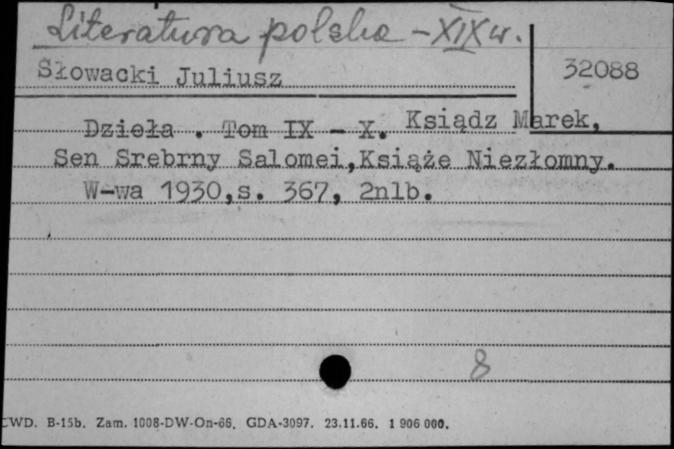 Literatura polska - XIX w.
Słowacki Juliusz
32088
Dzieła . Tom IX - X. Ksiądz Marek,
Sen Srebrny Salomei,Książe Niezłomny.
W-wa 1930,s. 367, 2nlb.
8
CWD. B-15b. Zam. 1008-DW-On-66. GDA-3097. 23.11.66. 1 906 000.